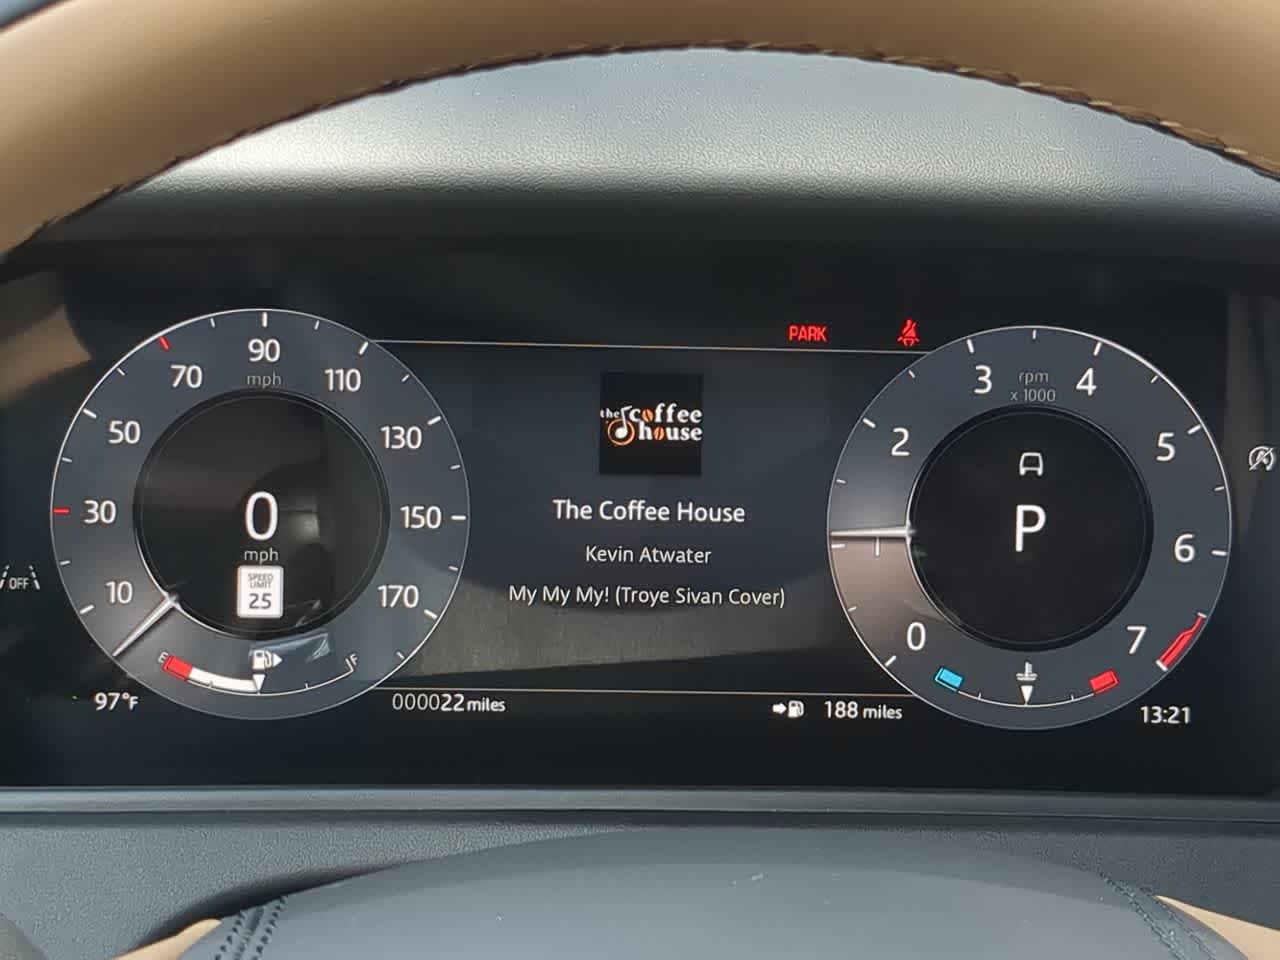 PARK
90
mph
70
110
50
130
30
150
10
170
0
mph
SPEED
LIMIT
25
E
F
97°F
OFF
the coffee
house
The Coffee House
Kevin Atwater
My My My! (Troye Sivan Cover)
000022 miles
188 miles
3
rpm
x 1000
4
2
5
1
6
0
7
P
13:21